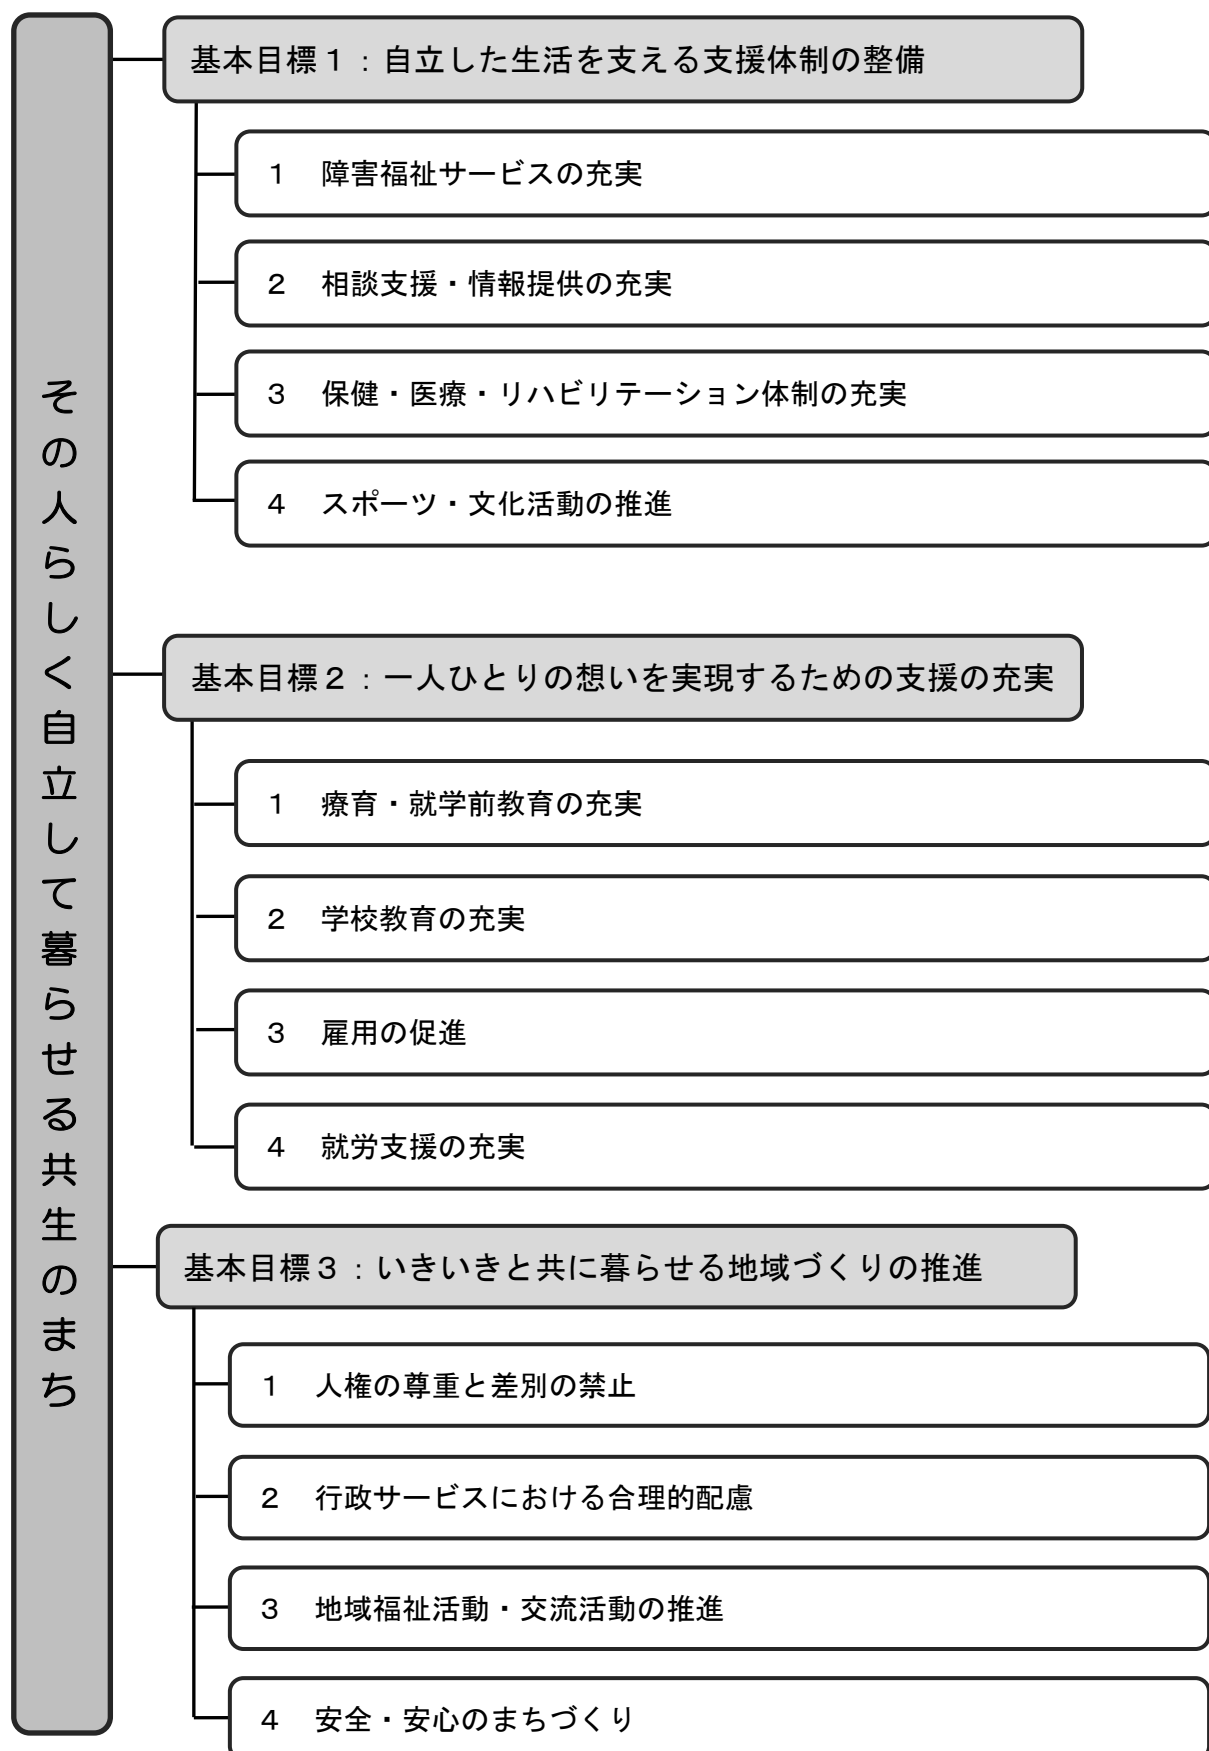 その人らしく自立して暮らせる共生のまち
基本目標１：自立した生活を支える支援体制の整備
１　障害福祉サービスの充実
２　相談支援・情報提供の充実
３　保健・医療・リハビリテーション体制の充実
４　スポーツ・文化活動の推進
基本目標２：一人ひとりの想いを実現するための支援の充実
１　療育・就学前教育の充実
２　学校教育の充実
３　雇用の促進
４　就労支援の充実
基本目標３：いきいきと共に暮らせる地域づくりの推進
１　人権の尊重と差別の禁止
２　行政サービスにおける合理的配慮
３　地域福祉活動・交流活動の推進
４　安全・安心のまちづくり